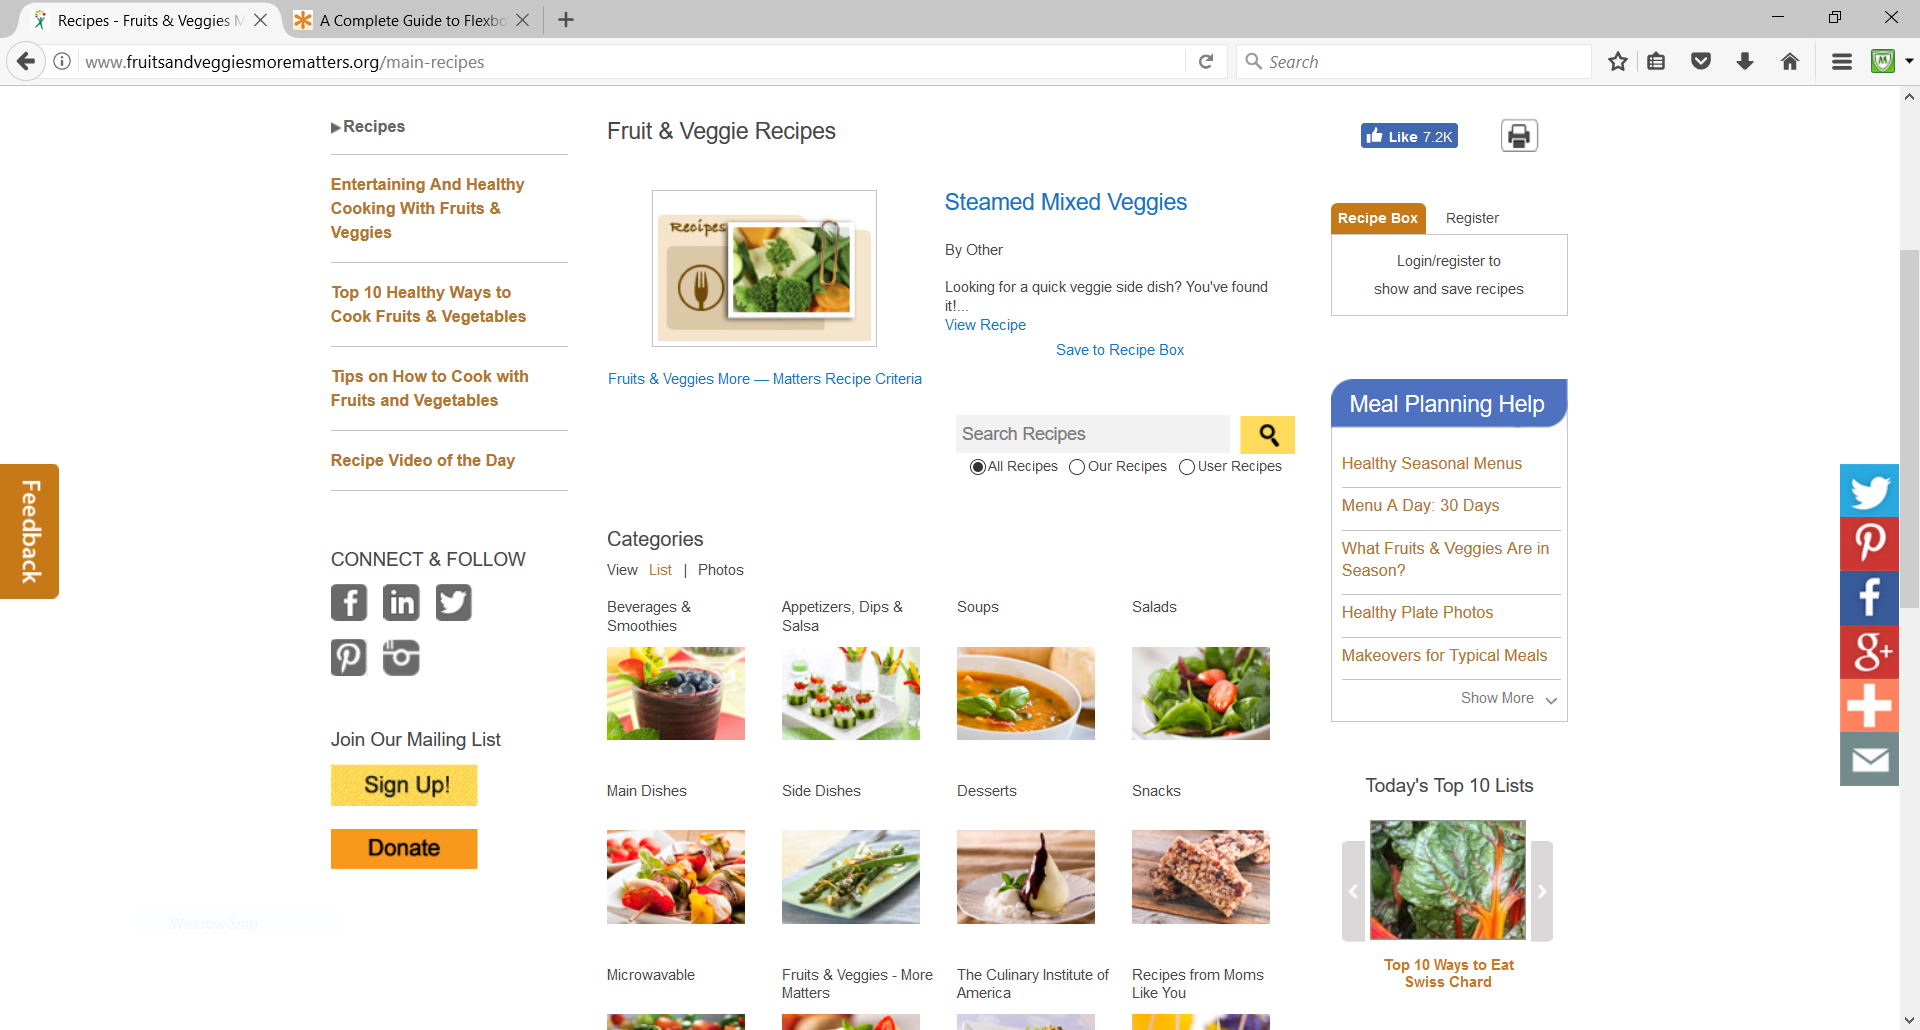 Recipes - Fruits & Veggies M
A Complete Guide to Flexbo
www.fruitsandveggiesmorematters.org/main-recipes
Search
Recipes
Entertaining And Healthy
Cooking With Fruits &
Veggies
Top 10 Healthy Ways to
Cook Fruits & Vegetables
Tips on How to Cook with
Fruits and Vegetables
Recipe Video of the Day
Feedback
CONNECT & FOLLOW
Join Our Mailing List
Sign Up!
Donate
Window Snip
Fruit & Veggie Recipes
Like 7.2K
Recipes
Steamed Mixed Veggies
By Other
Looking for a quick veggie side dish? You've found
it!...
View Recipe
Save to Recipe Box
Fruits & Veggies More — Matters Recipe Criteria
Search Recipes
All Recipes Our Recipes User Recipes
Categories
View List | Photos
Beverages &
Smoothies
Appetizers, Dips &
Salsa
Soups
Salads
Main Dishes
Side Dishes
Desserts
Snacks
Microwavable
Fruits & Veggies - More
Matters
The Culinary Institute of
America
Recipes from Moms
Like You
Recipe Box Register
Login/register to
show and save recipes
Meal Planning Help
Healthy Seasonal Menus
Menu A Day: 30 Days
What Fruits & Veggies Are in
Season?
Healthy Plate Photos
Makeovers for Typical Meals
Show More
Today's Top 10 Lists
Top 10 Ways to Eat
Swiss Chard